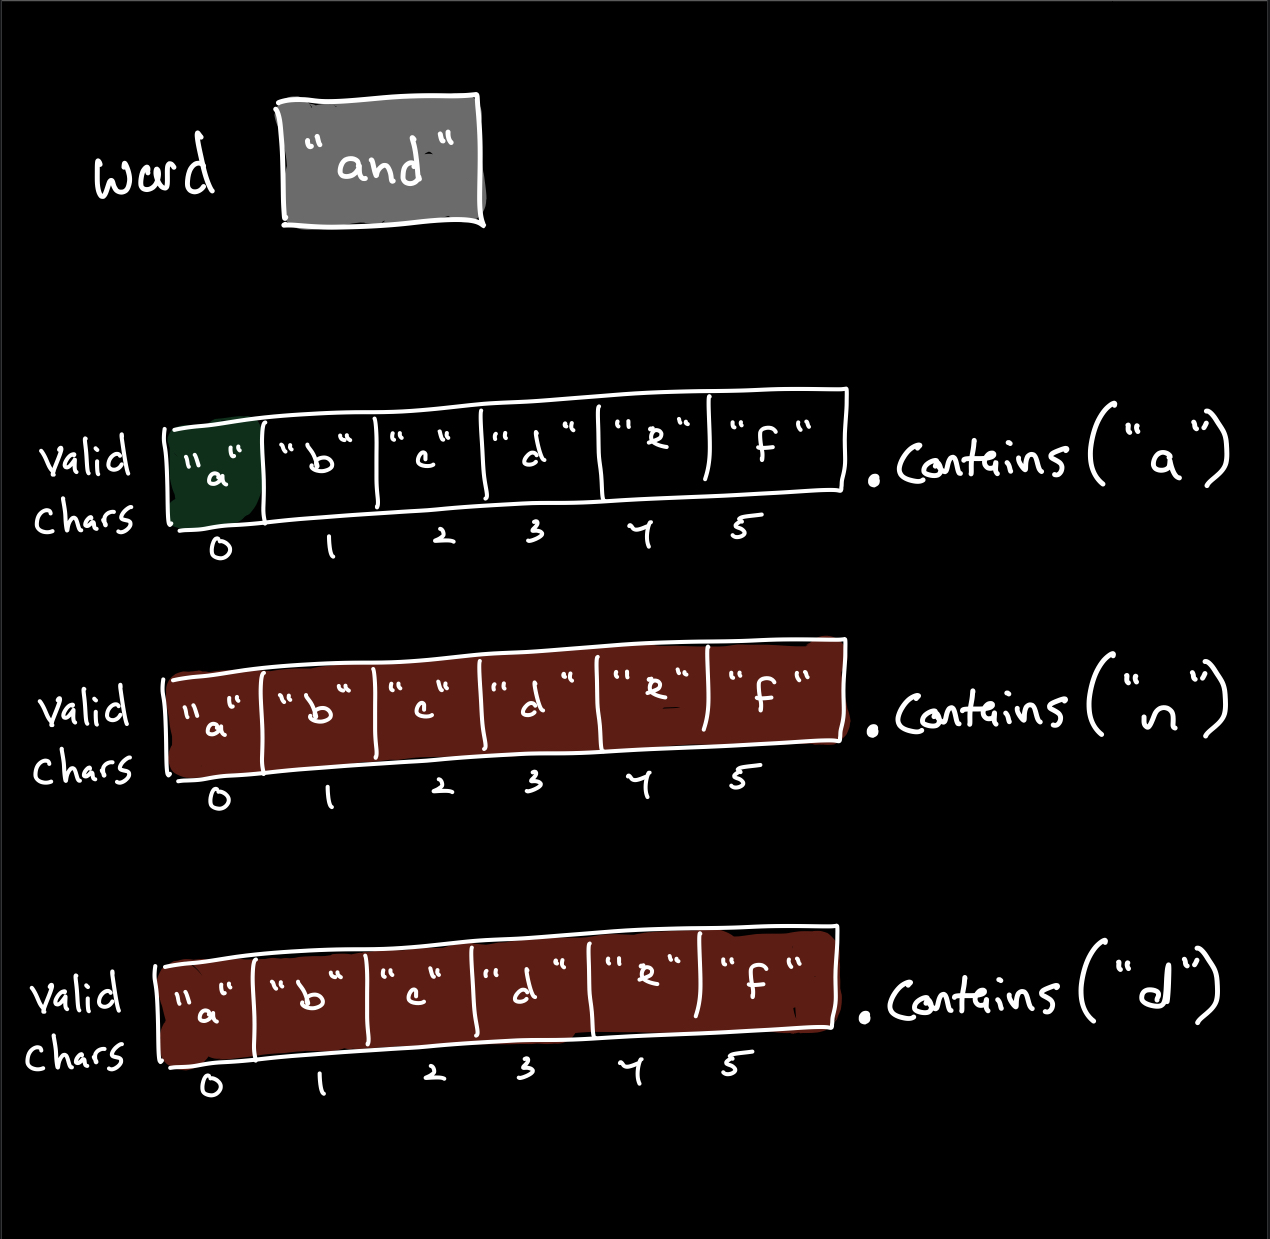 word "and"
Valid chars "a" "b" "c" "d" "e" "f" . Contains ("a")
0 1 2 3 4 5
Valid chars "a" "b" "c" "d" "e" "f" . Contains ("n")
0 1 2 3 4 5
Valid chars "a" "b" "c" "d" "e" "f" . Contains ("d")
0 1 2 3 4 5